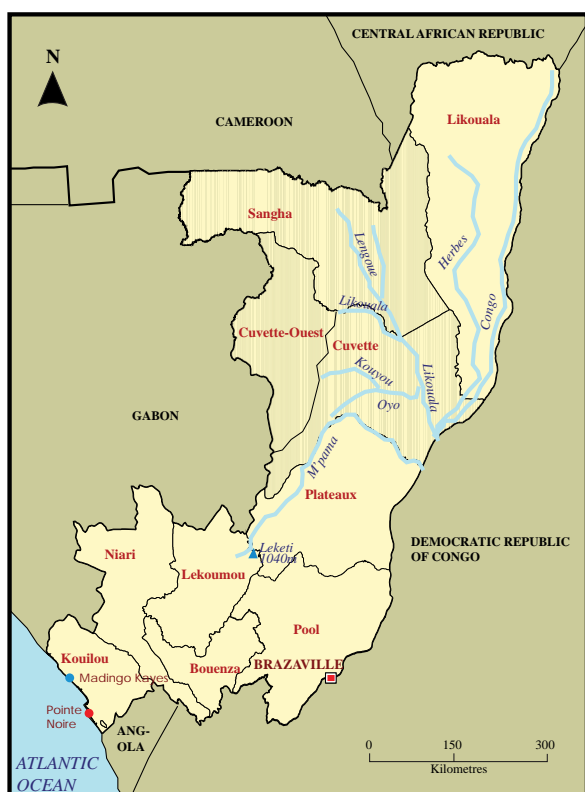 CENTRAL AFRICAN REPUBLIC
N
CAMEROON
Likouala
Sangha
Lengoue
Herbes
Congo
Likouala
Cuvette-Ouest
Cuvette
Kouyou
Likouala
Oyo
GABON
M'pama
Plateaux
DEMOCRATIC REPUBLIC
OF CONGO
Leketi
1040m
Niari
Lekoumou
Pool
Kouilou
Bouenza
BRAZAVILLE
Madingo Kayes
Pointe
Noire
ANG-
OLA
ATLANTIC
OCEAN
0 150 300
Kilometres